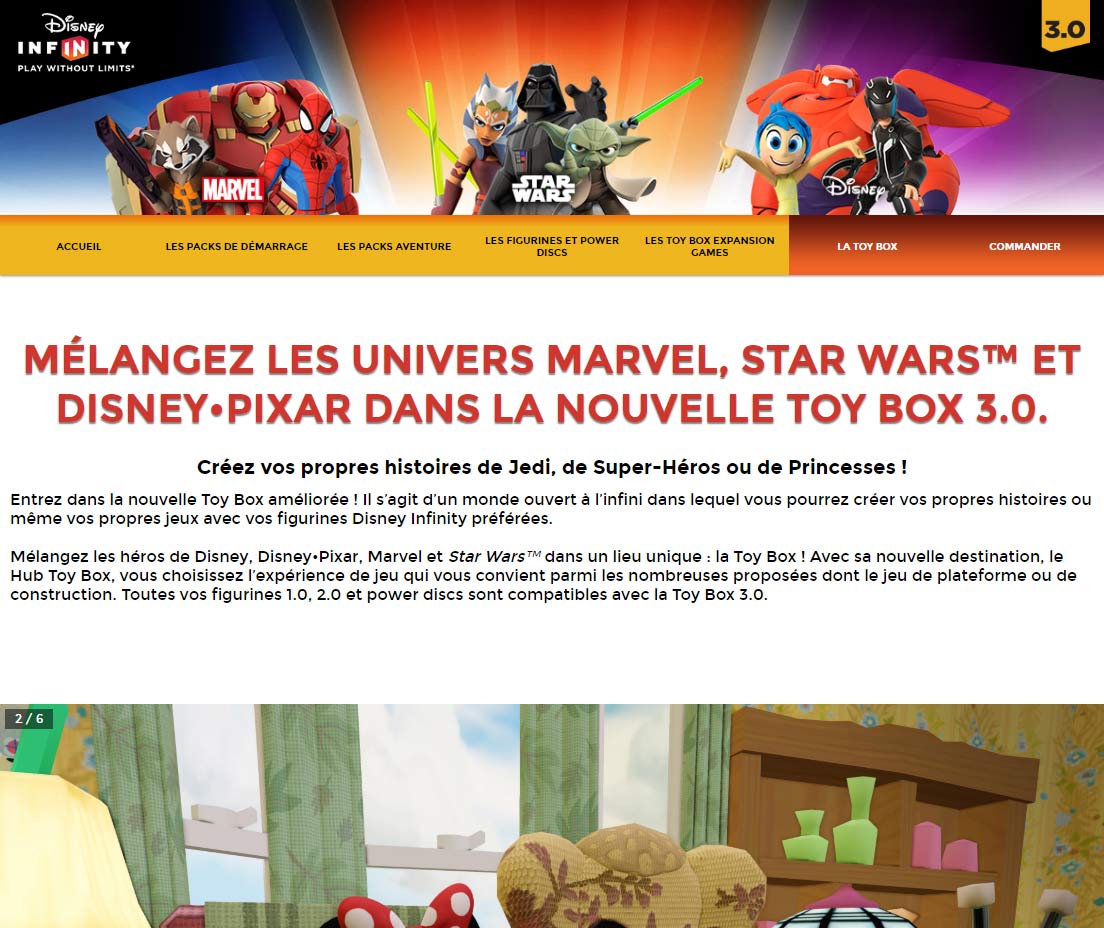 Disney
INFINITY
PLAY WITHOUT LIMITS*
3.0
MARVEL
STAR
WARS
Disney
ACCUEIL
LES PACKS DE DÉMARRAGE
LES PACKS AVENTURE
LES FIGURINES ET POWER
DISCS
LES TOY BOX EXPANSION
GAMES
LA TOY BOX
COMMANDER
MÉLANGEZ LES UNIVERS MARVEL, STAR WARS™ ET
DISNEY•PIXAR DANS LA NOUVELLE TOY BOX 3.0.
Créez vos propres histoires de Jedi, de Super-Héros ou de Princesses !
Entrez dans la nouvelle Toy Box améliorée ! Il s’agit d’un monde ouvert à l’infini dans lequel vous pourrez créer vos propres histoires ou
même vos propres jeux avec vos figurines Disney Infinity préférées.
Mélangez les héros de Disney, Disney•Pixar, Marvel et Star Wars™ dans un lieu unique : la Toy Box ! Avec sa nouvelle destination, le
Hub Toy Box, vous choisissez l’expérience de jeu qui vous convient parmi les nombreuses proposées dont le jeu de plateforme ou de
construction. Toutes vos figurines 1.0, 2.0 et power discs sont compatibles avec la Toy Box 3.0.
2 / 6